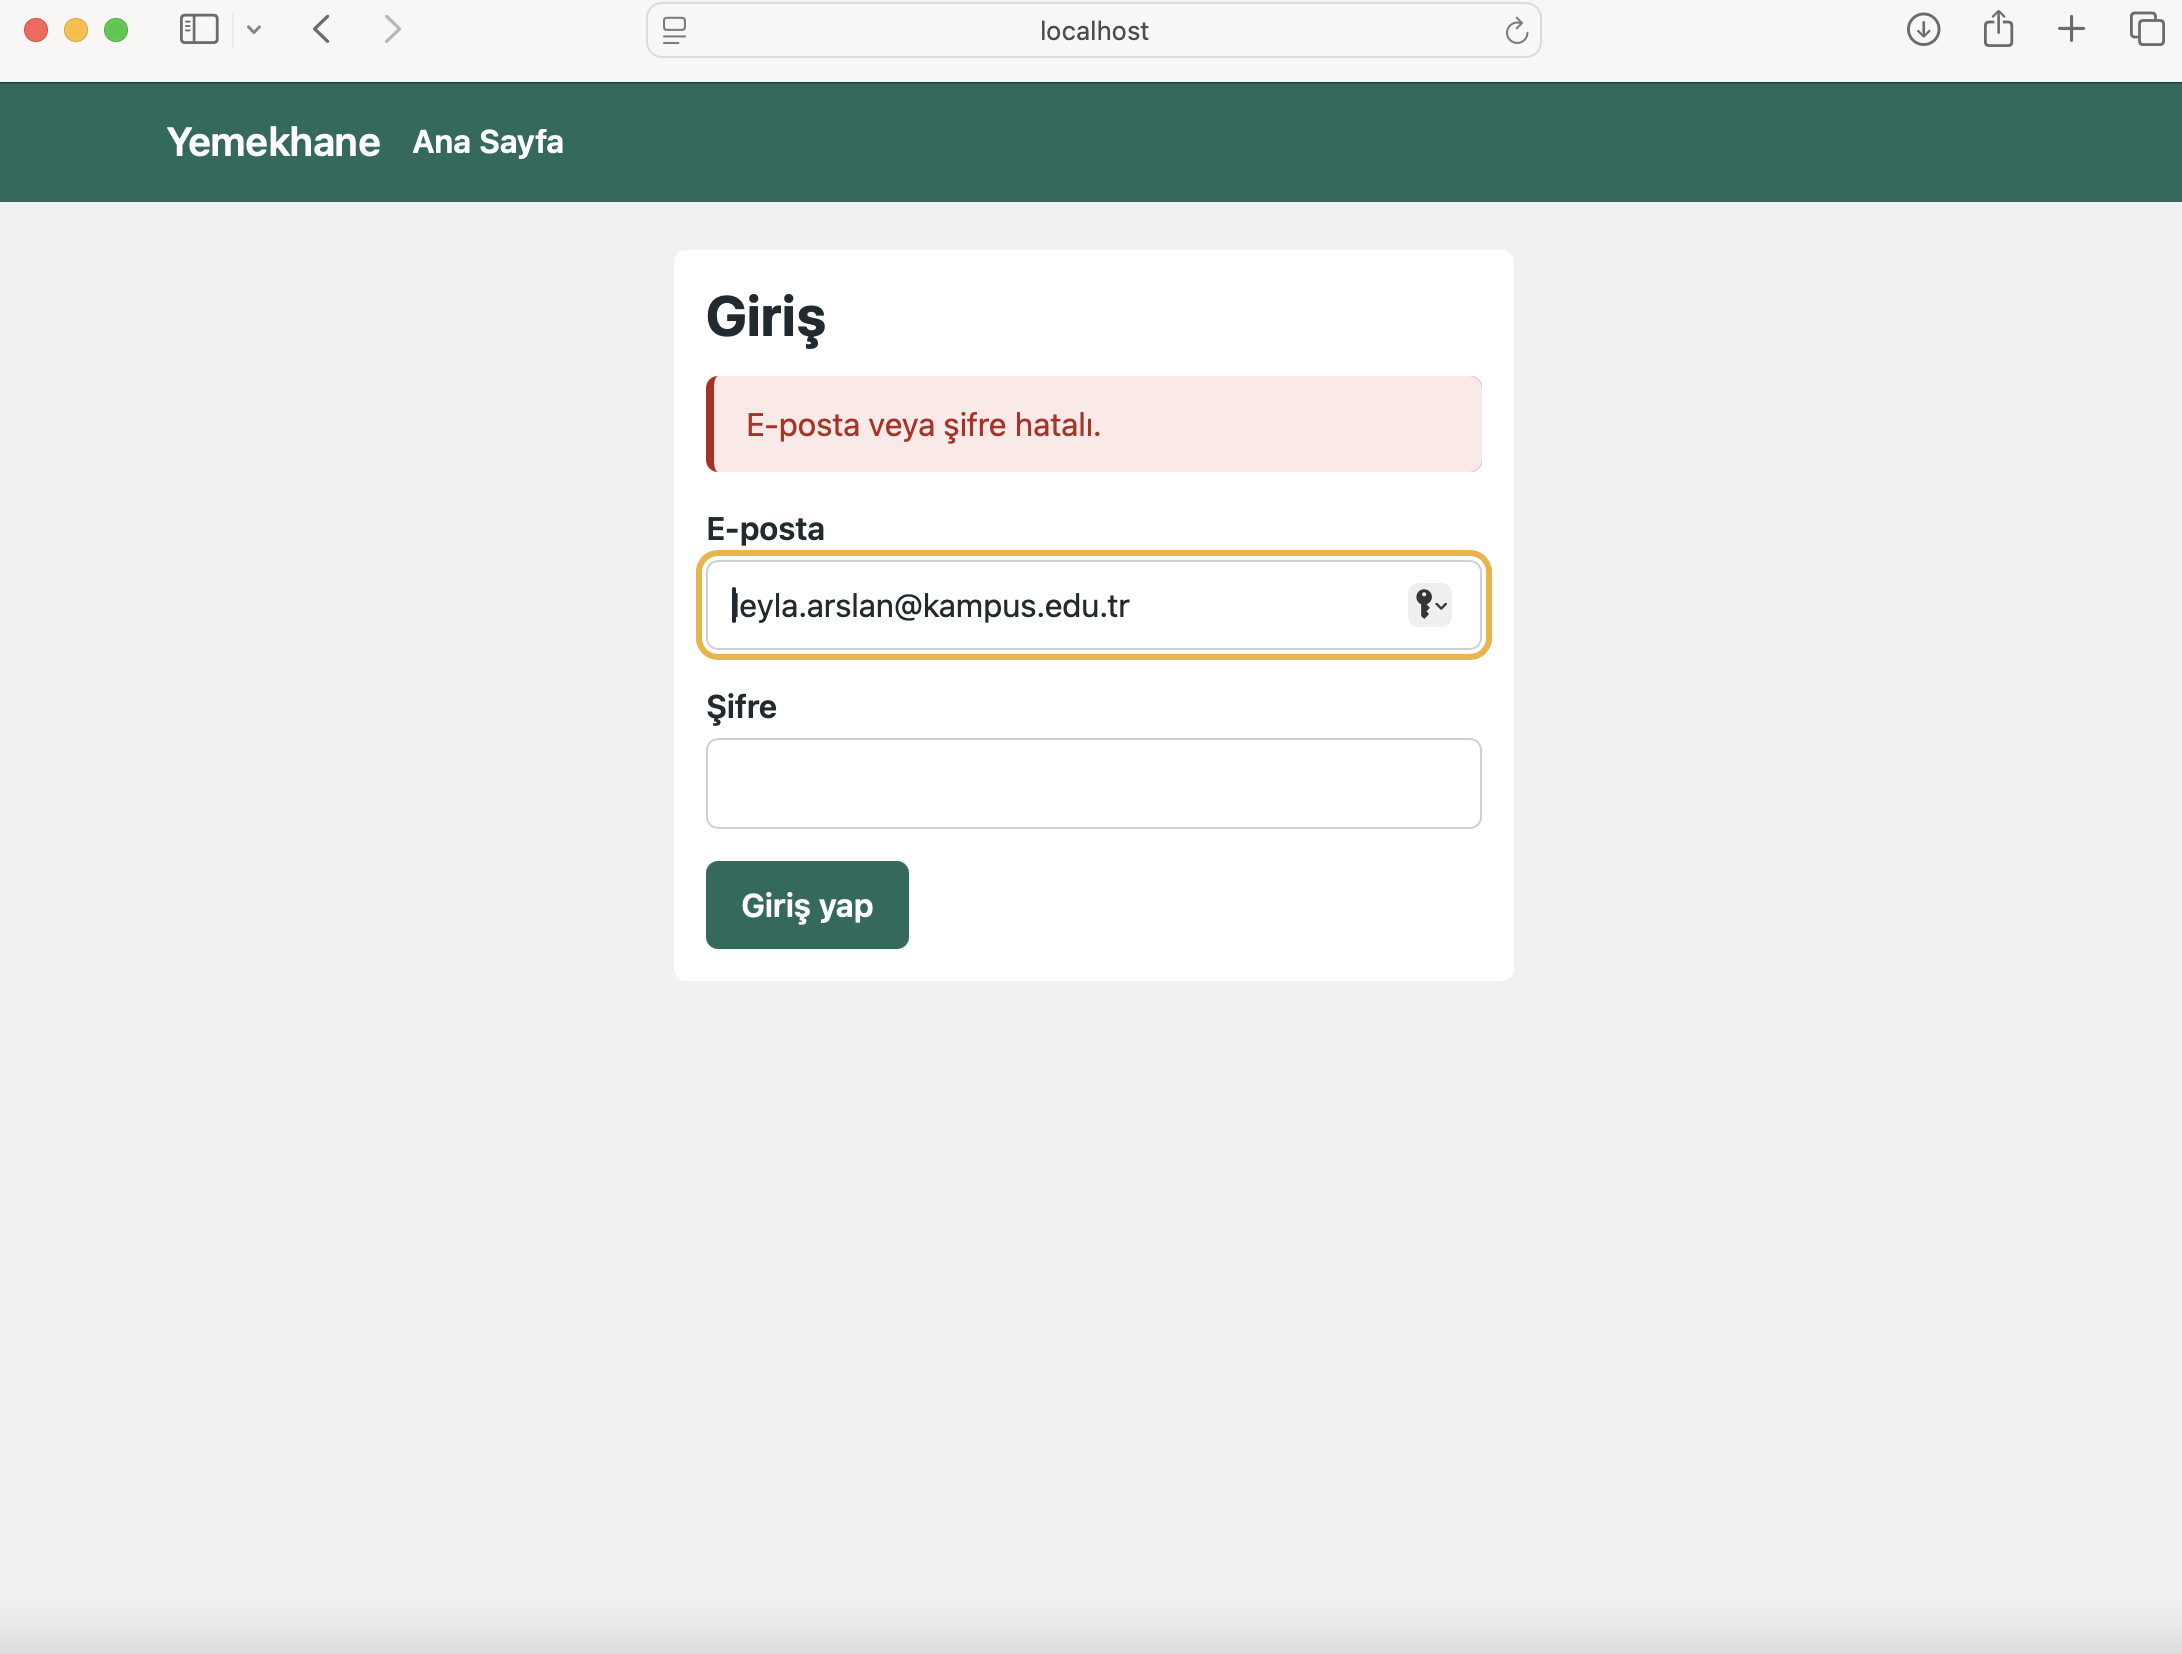 localhost
Yemekhane Ana Sayfa
Giriş
E-posta veya şifre hatalı.
E-posta
leyla.arslan@kampus.edu.tr
Şifre
Giriş yap